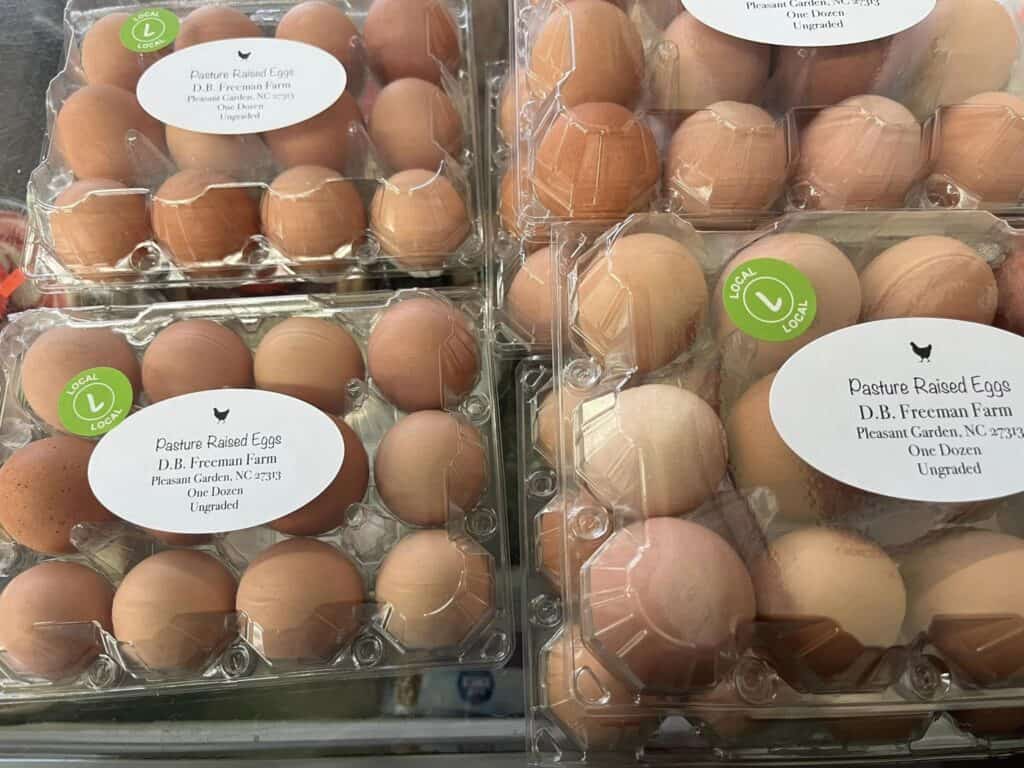 LOCAL
L
LOCAL
Pasture Raised Eggs
D.B. Freeman Farm
Pleasant Garden, NC 27313
One Dozen
Ungraded
Pleasant Garden, NC 27313
One Dozen
Ungraded
LOCAL
L
LOCAL
Pasture Raised Eggs
D.B. Freeman Farm
Pleasant Garden, NC 27313
One Dozen
Ungraded
LOCAL
L
LOCAL
Pasture Raised Eggs
D.B. Freeman Farm
Pleasant Garden, NC 27313
One Dozen
Ungraded